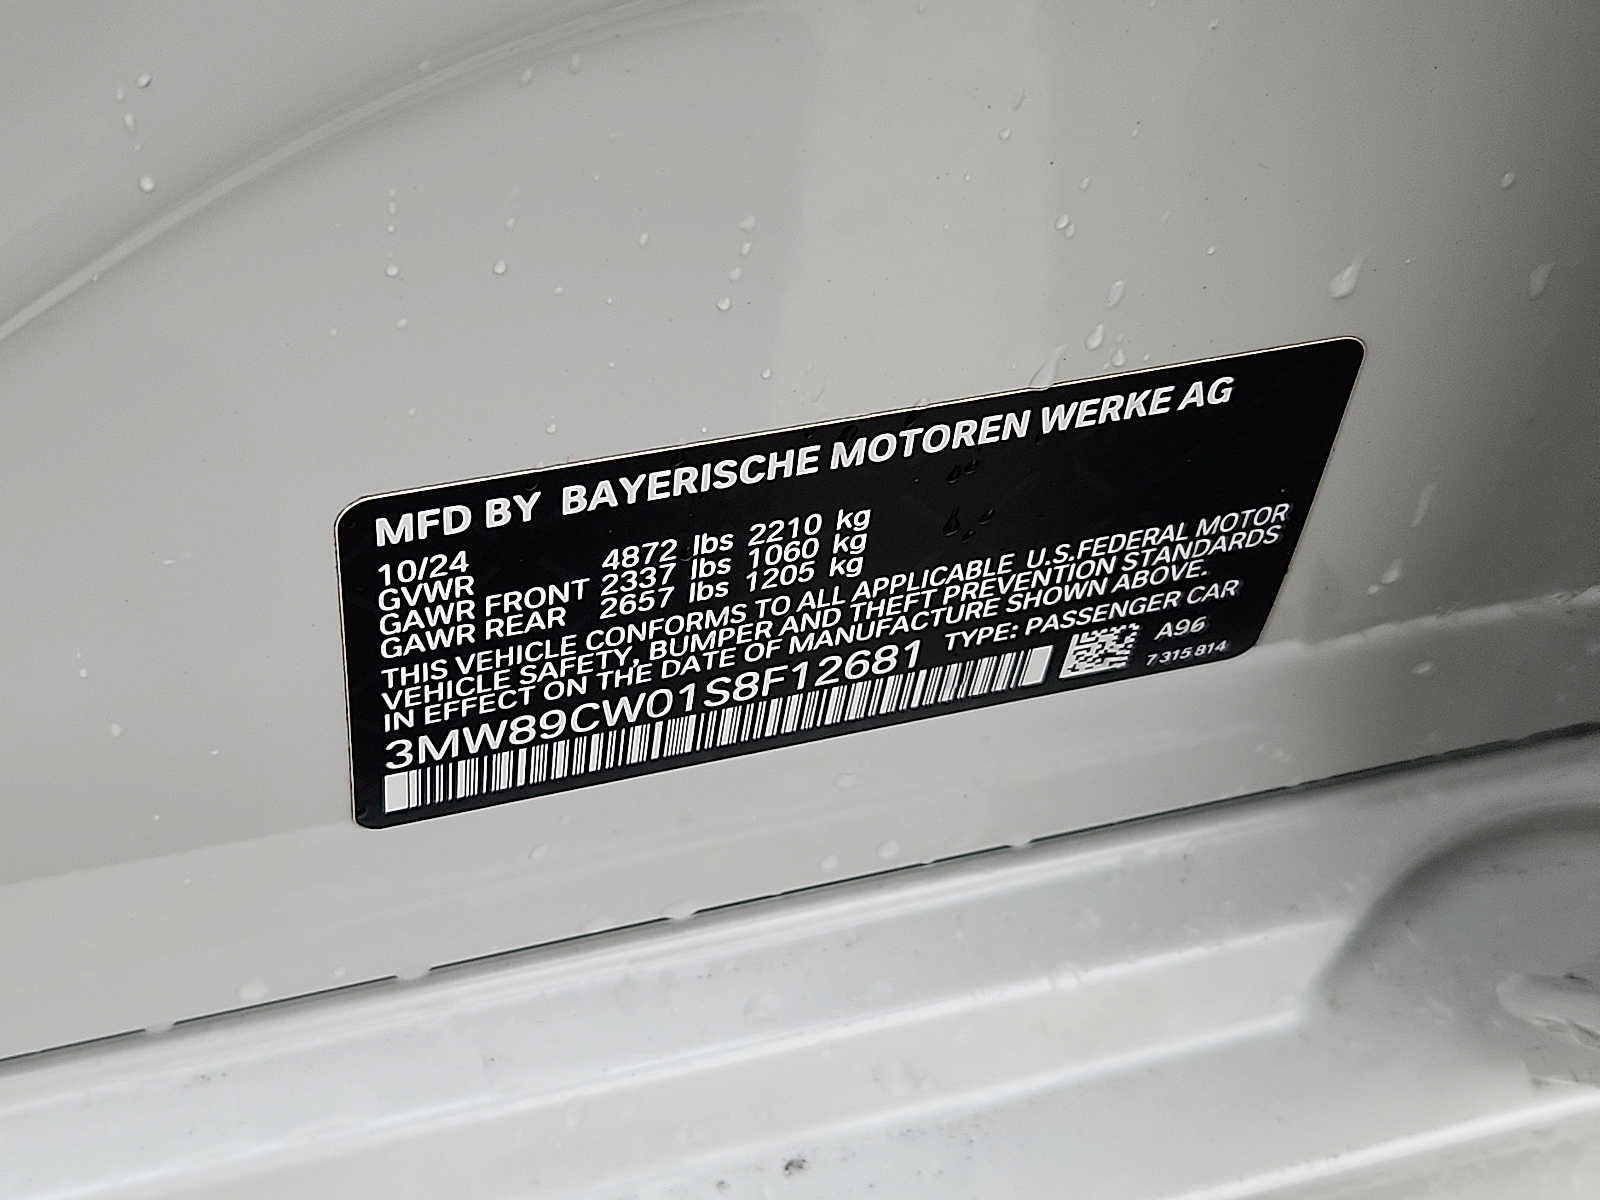 MFD BY BAYERISCHE MOTOREN WERKE AG
10/24
GVWR 4872 lbs 2210 kg
GAWR FRONT 2337 lbs 1060 kg
GAWR REAR 2657 lbs 1205 kg
THIS VEHICLE CONFORMS TO ALL APPLICABLE U.S.FEDERAL MOTOR
VEHICLE SAFETY, BUMPER AND THEFT PREVENTION STANDARDS
IN EFFECT ON THE DATE OF MANUFACTURE SHOWN ABOVE.
3MW89CW01S8F12681 TYPE: PASSENGER CAR
A96
7 315 814